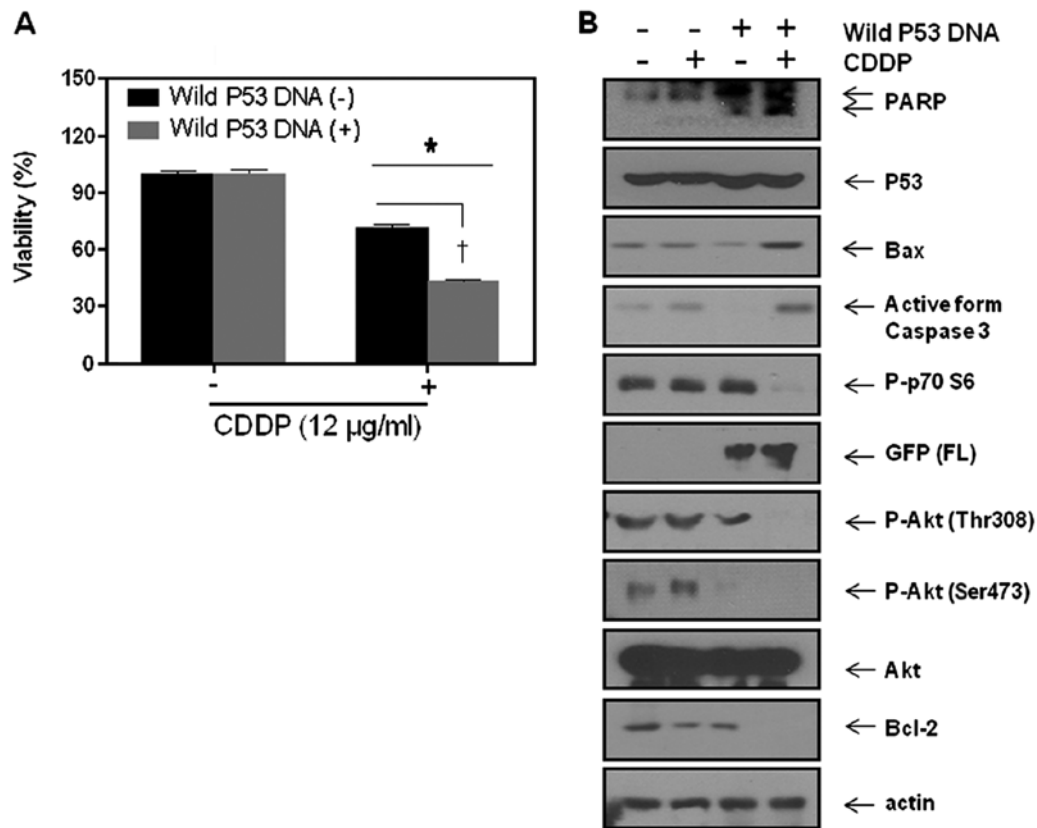 A
150
120
90
60
30
0
Viability (%)
Wild P53 DNA (-)
Wild P53 DNA (+)
*
†
- +
CDDP (12 µg/ml)
B
- - + + Wild P53 DNA
- + - + CDDP
PARP
P53
Bax
Active form
Caspase 3
P-p70 S6
GFP (FL)
P-Akt (Thr308)
P-Akt (Ser473)
Akt
Bcl-2
actin